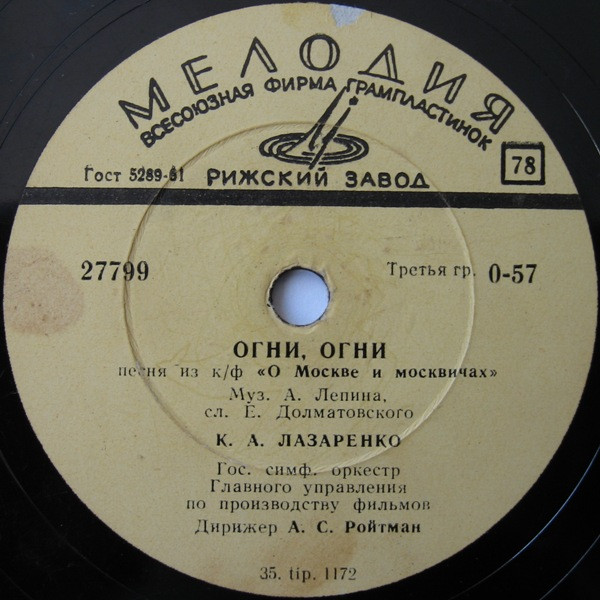 МЕЛОДИЯ
ВСЕСОЮЗНАЯ ФИРМА ГРАМПЛАСТИНОК
Гост 5289-61
РИЖСКИЙ ЗАВОД
78
27799
Третья гр. 0-57
ОГНИ, ОГНИ
песня из к/ф «О Москве и москвичах»
Муз. А. Лепина,
сл. Е. Долматовского
К. А. ЛАЗАРЕНКО
Гос. симф. оркестр
Главного управления
по производству фильмов
Дирижер А. С. Ройтман
35. tip. 1172